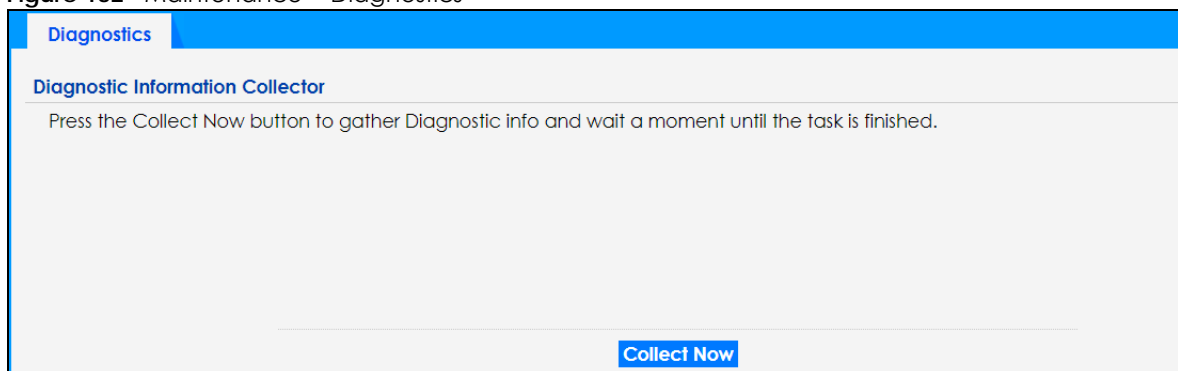 Diagnostics
Diagnostic Information Collector
Press the Collect Now button to gather Diagnostic info and wait a moment until the task is finished.
Collect Now